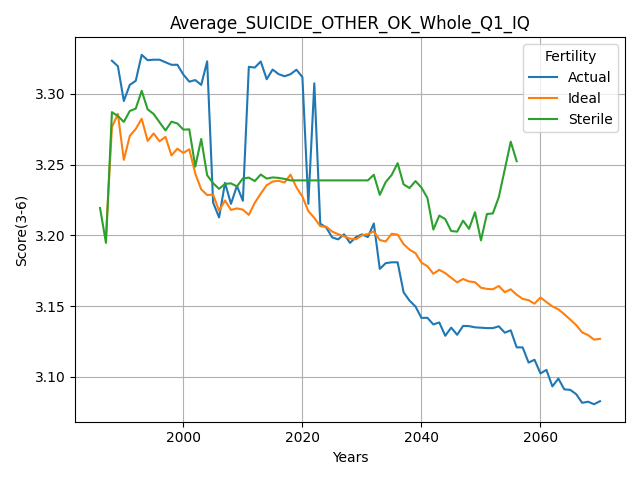 Average_SUICIDE_OTHER_OK_Whole_Q1_IQ
Fertility
Actual
Ideal
Sterile
Score(3-6)
3.30
3.25
3.20
3.15
3.10
2000
2020
2040
2060
Years